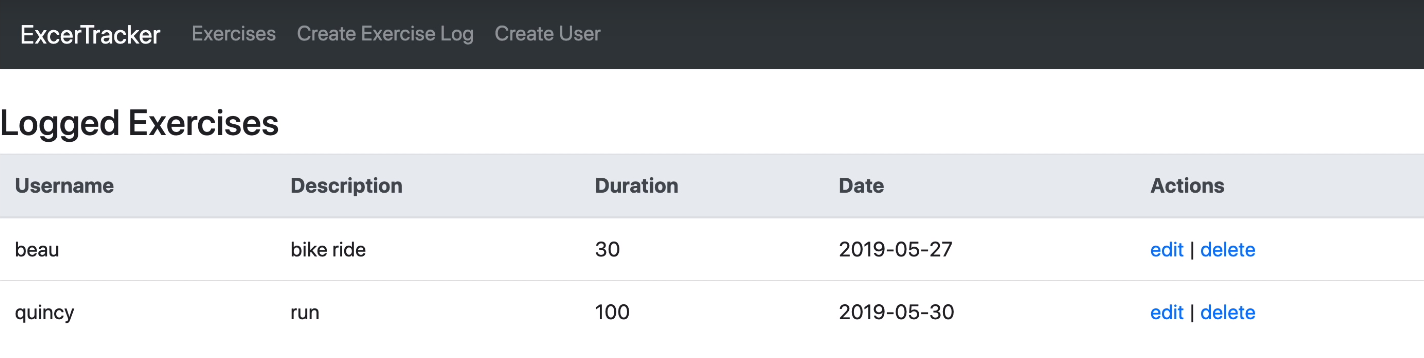 ExcerTracker Exercises Create Exercise Log Create User
Logged Exercises
Username Description Duration Date Actions
beau bike ride 30 2019-05-27 edit | delete
quincy run 100 2019-05-30 edit | delete